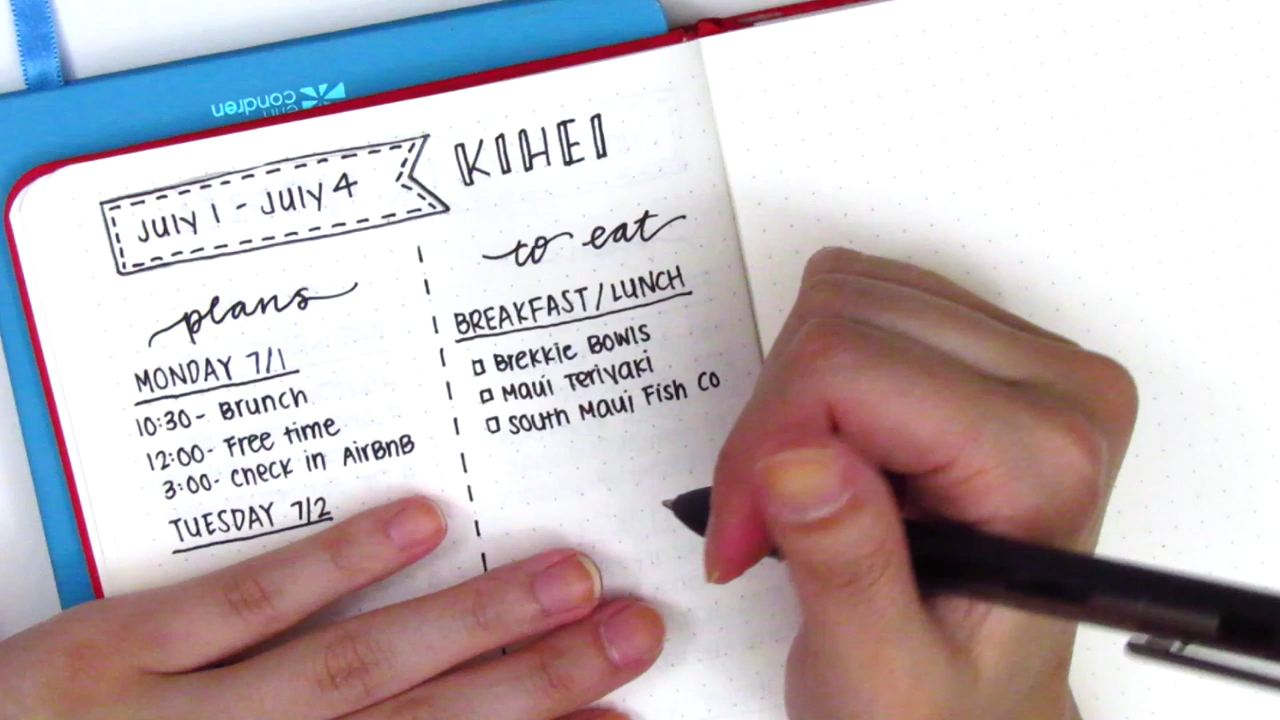 erin
condren
July 1 - July 4
KIHEI
plans
MONDAY 7/1
10:30- Brunch
12:00- Free time
3:00- check in AirBnB
TUESDAY 7/2
to eat
BREAKFAST/LUNCH
Brekkie Bowls
Maui Teriyaki
South Maui Fish Co